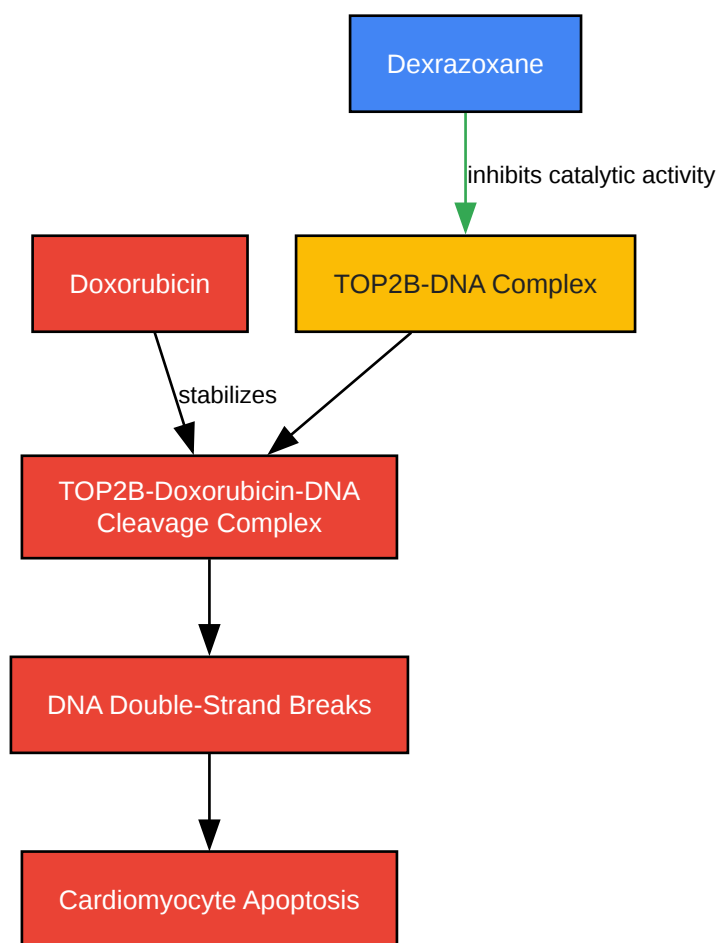 Dexrazoxane
inhibits catalytic activity
Doxorubicin
TOP2B-DNA Complex
stabilizes
TOP2B-Doxorubicin-DNA
Cleavage Complex
DNA Double-Strand Breaks
Cardiomyocyte Apoptosis